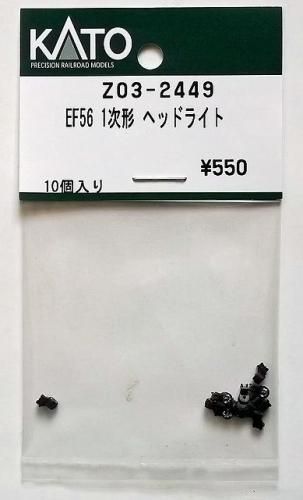 KATO
PRECISION RAILROAD MODELS
Z03-2449
EF56 1次形 ヘッドライト
¥550
10個入り